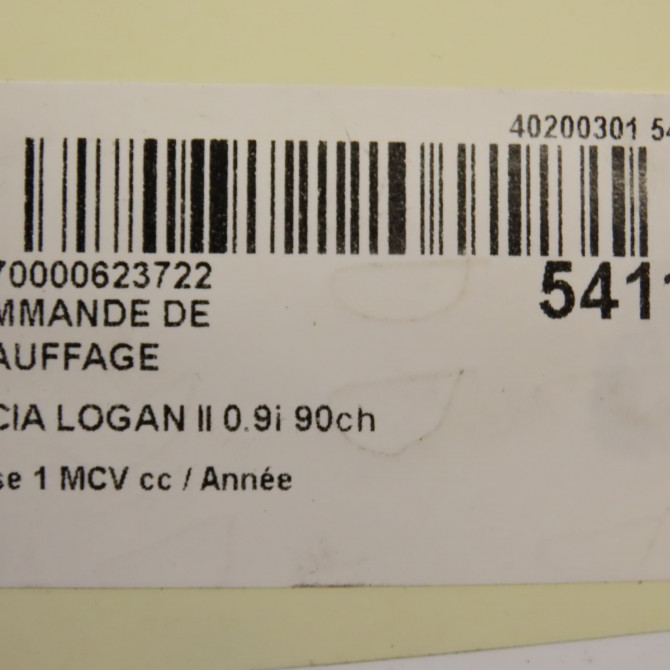 40200301 54
70000623722
5411
MMANDE DE
AUFFAGE
CIA LOGAN II 0.9i 90ch
se 1 MCV cc / Année